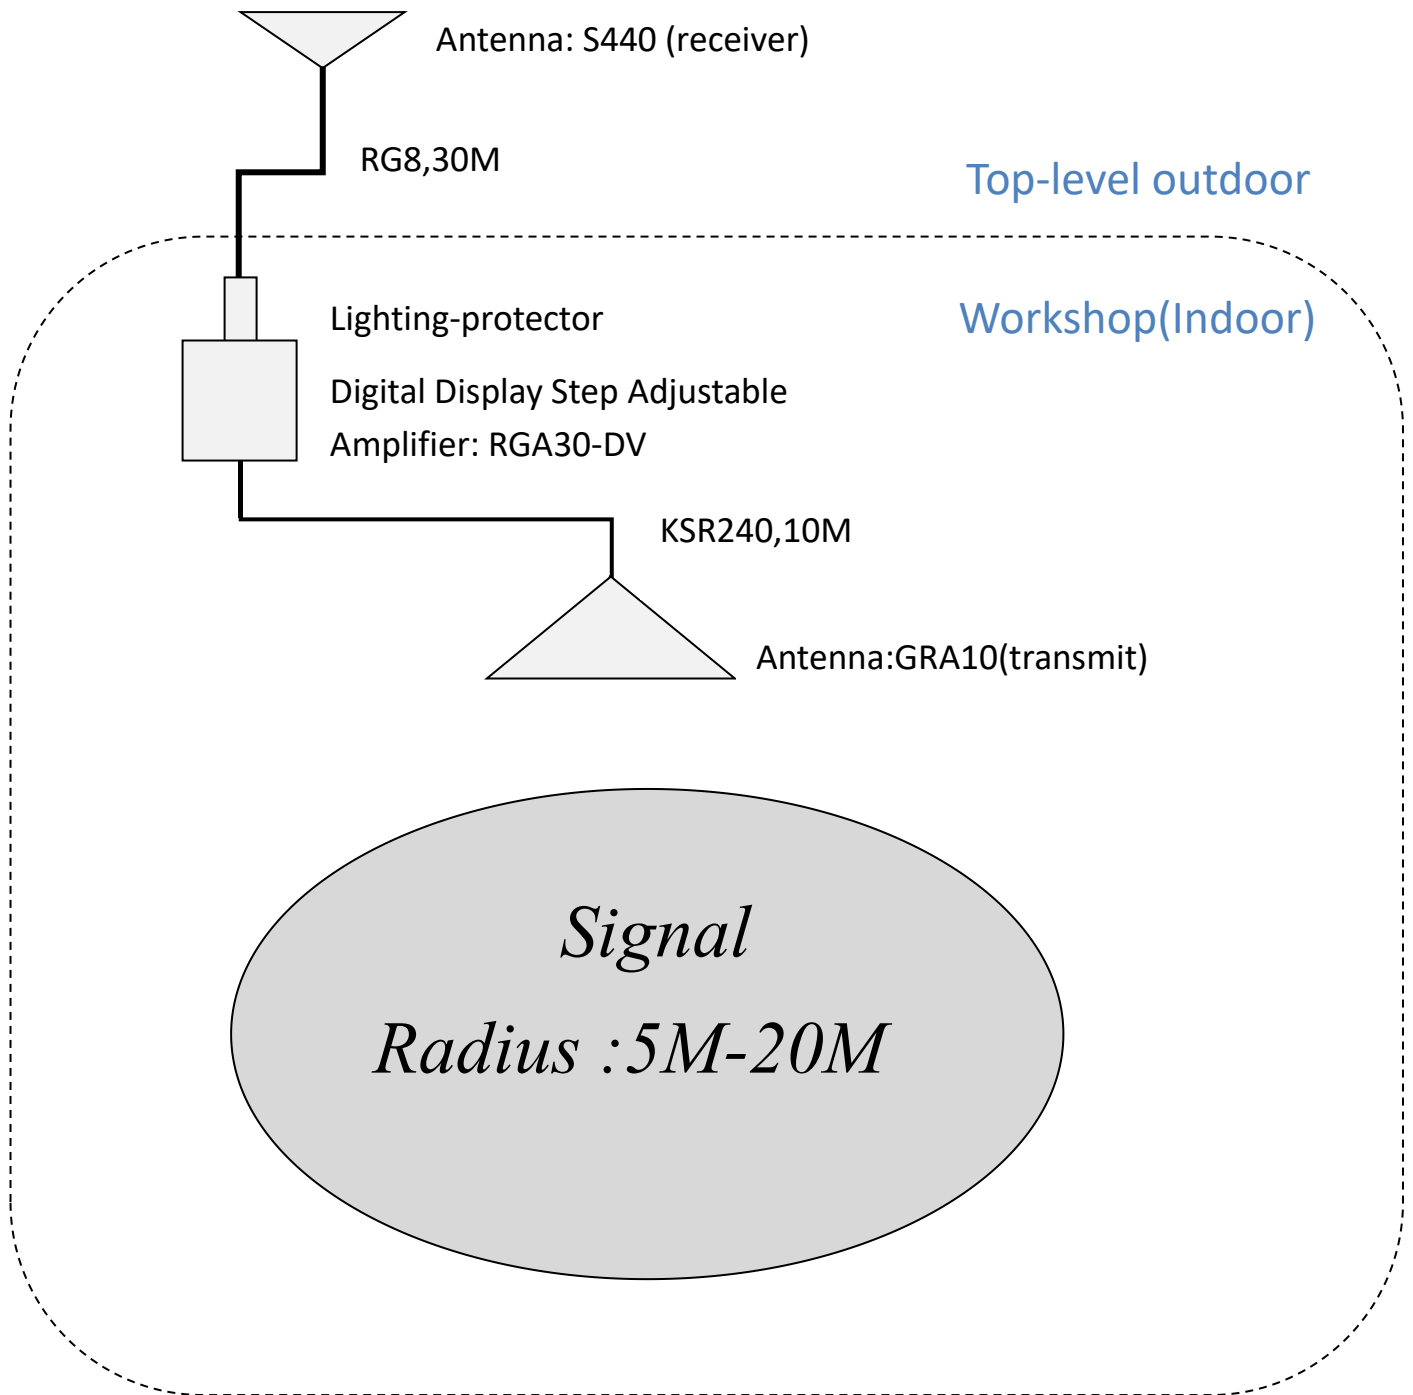 Antenna: S440 (receiver)
RG8,30M
Top-level outdoor
Workshop(Indoor)
Lighting-protector
Digital Display Step Adjustable
Amplifier: RGA30-DV
KSR240,10M
Antenna:GRA10(transmit)
Signal
Radius :5M-20M